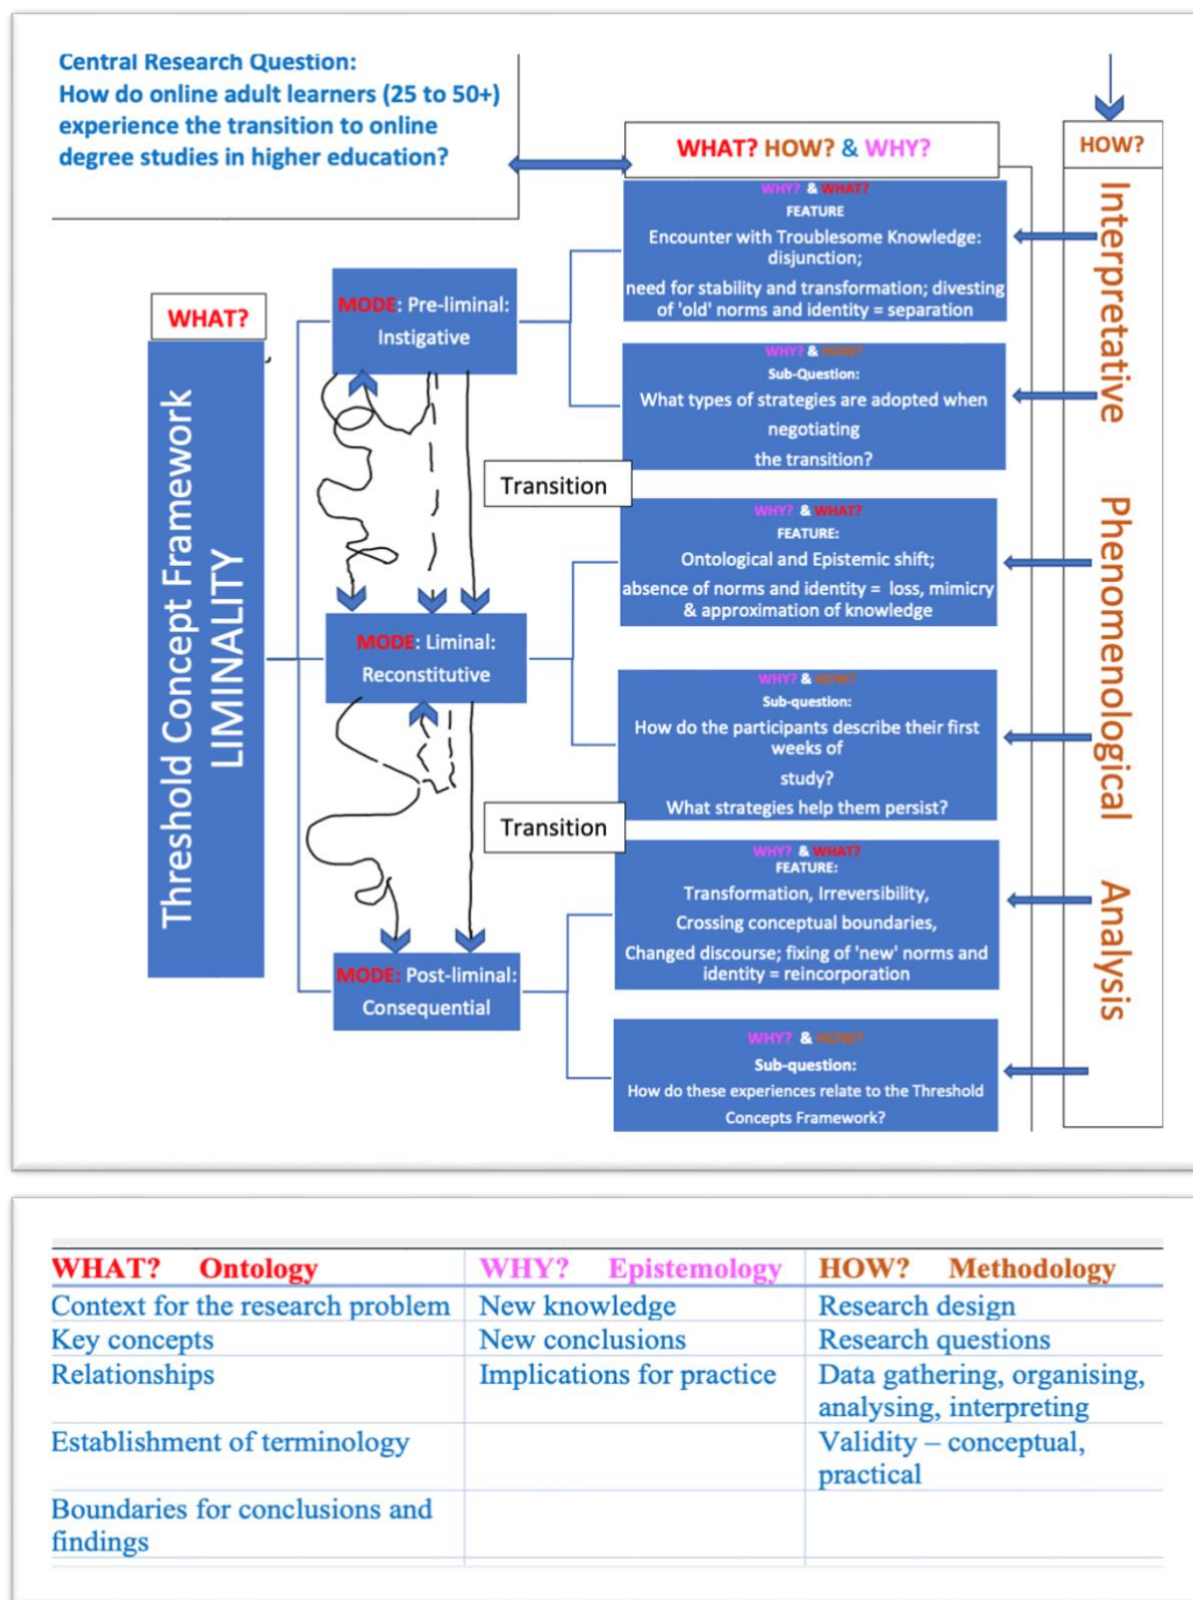 Central Research Question:
How do online adult learners (25 to 50+)
experience the transition to online
degree studies in higher education?
WHAT? HOW? & WHY?
HOW?
WHY? & WHAT?
FEATURE
Encounter with Troublesome Knowledge:
disjunction;
need for stability and transformation; divesting
of 'old' norms and identity = separation
WHAT?
MODE: Pre-liminal:
Instigative
WHY? & HOW?
Sub-Question:
What types of strategies are adopted when
negotiating
the transition?
Transition
Threshold Concept Framework
LIMINALITY
Interpretative Phenomenological Analysis
WHY? & WHAT?
FEATURE:
Ontological and Epistemic shift;
absence of norms and identity = loss, mimicry
& approximation of knowledge
MODE: Liminal:
Reconstitutive
WHY? & HOW?
Sub-question:
How do the participants describe their first
weeks of
study?
What strategies help them persist?
Transition
WHY? & WHAT?
FEATURE:
Transformation, Irreversibility,
Crossing conceptual boundaries,
Changed discourse; fixing of 'new' norms and
identity = reincorporation
MODE: Post-liminal:
Consequential
WHY? & HOW?
Sub-question:
How do these experiences relate to the Threshold
Concepts Framework?
WHAT? Ontology WHY? Epistemology HOW? Methodology
Context for the research problem New knowledge Research design
Key concepts New conclusions Research questions
Relationships Implications for practice Data gathering, organising,
analysing, interpreting
Establishment of terminology Validity – conceptual,
practical
Boundaries for conclusions and
findings